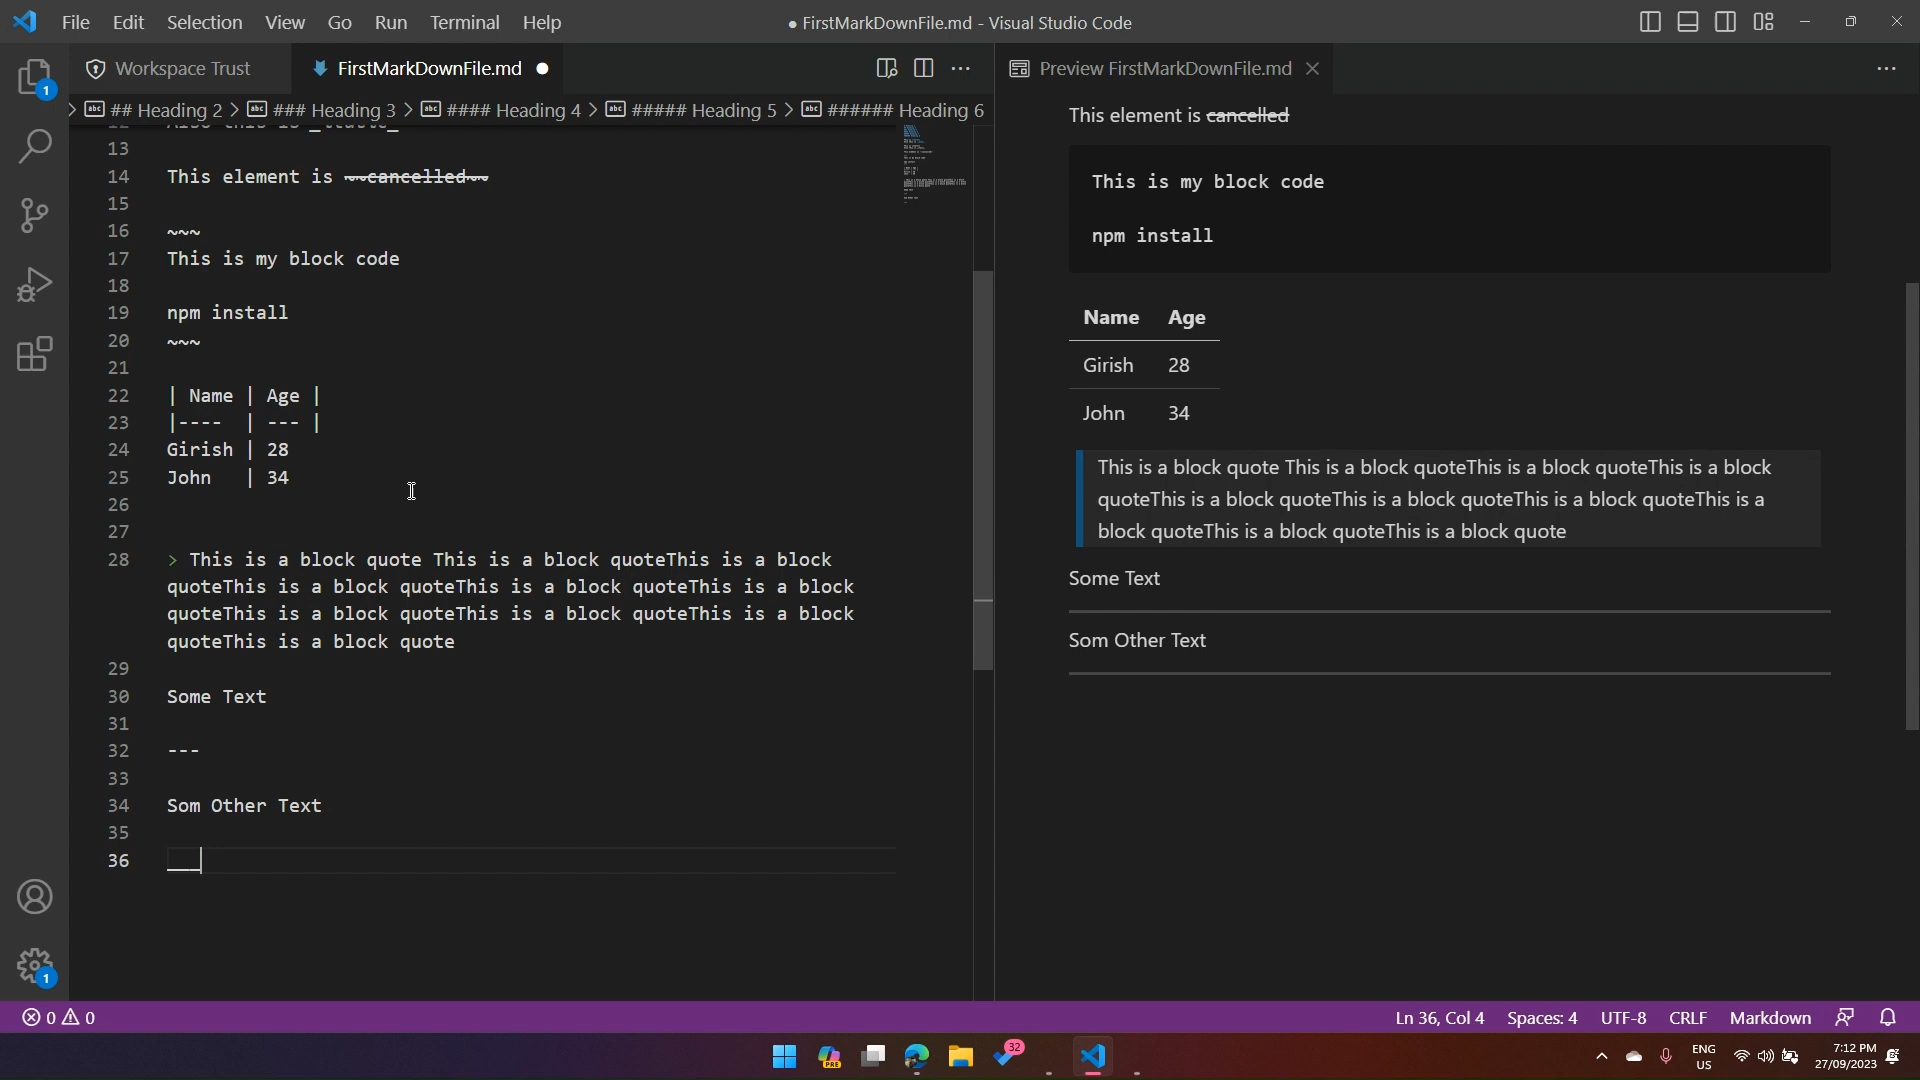 File Edit Selection View Go Run Terminal Help
● FirstMarkDownFile.md - Visual Studio Code
1
Workspace Trust
FirstMarkDownFile.md
Preview FirstMarkDownFile.md
## Heading 2 > ### Heading 3 > #### Heading 4 > ##### Heading 5 > ###### Heading 6
13
14 This element is ~~cancelled~~
15
16 ~~~
17 This is my block code
18
19 npm install
20 ~~~
21
22 | Name | Age |
23 |---- | --- |
24 Girish | 28
25 John | 34
26
27
28 > This is a block quote This is a block quoteThis is a block
quoteThis is a block quoteThis is a block quoteThis is a block
quoteThis is a block quoteThis is a block quoteThis is a block
quoteThis is a block quote
29
30 Some Text
31
32 ---
33
34 Som Other Text
35
36 ___
This element is cancelled
This is my block code
npm install
Name Age
Girish 28
John 34
This is a block quote This is a block quoteThis is a block quoteThis is a block
quoteThis is a block quoteThis is a block quoteThis is a block quoteThis is a
block quoteThis is a block quoteThis is a block quote
Some Text
Som Other Text
1
0 0
Ln 36, Col 4 Spaces: 4 UTF-8 CRLF Markdown
PRE
32
ENG
US
7:12 PM
27/09/2023